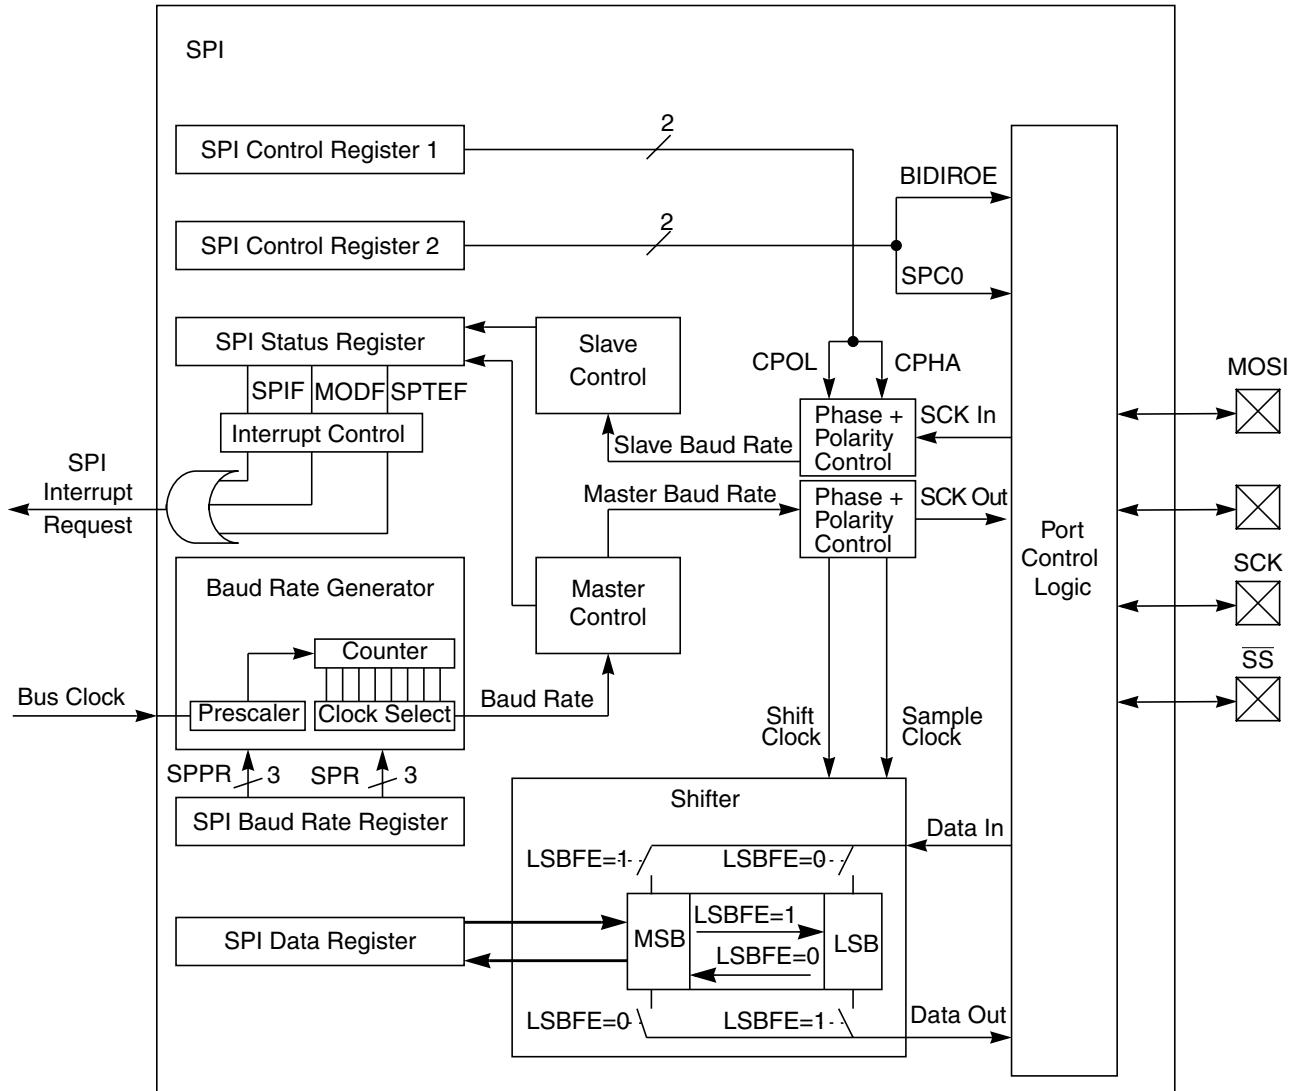 SPI
SPI Control Register 1
2
SPI Control Register 2
2
BIDIROE
SPC0
SPI Status Register
SPIF
MODF
SPTEF
Interrupt Control
SPI
Interrupt
Request
Slave
Control
CPOL
CPHA
Phase +
Polarity
Control
SCK In
Slave Baud Rate
Master Baud Rate
Phase +
Polarity
Control
SCK Out
Port
Control
Logic
MOSI
SCK
SS
Baud Rate Generator
Counter
Prescaler
Clock Select
Bus Clock
Baud Rate
Master
Control
SPPR
3
SPR
3
SPI Baud Rate Register
Shift
Clock
Sample
Clock
Shifter
Data In
LSBFE=1
LSBFE=0
SPI Data Register
MSB
LSBFE=1
LSBFE=0
LSB
LSBFE=0
LSBFE=1
Data Out